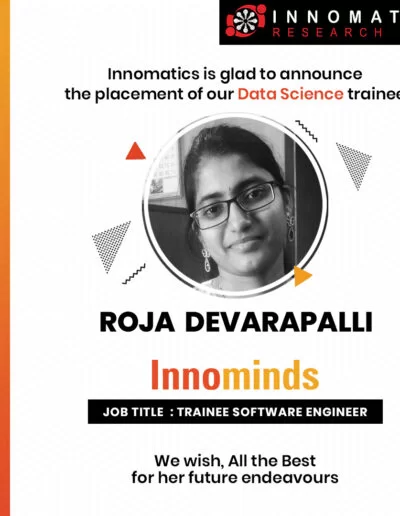 INNOMAT
RESEARCH
Innomatics is glad to announce
the placement of our Data Science trainee
ROJA DEVARAPALLI
Innominds
JOB TITLE : TRAINEE SOFTWARE ENGINEER
We wish, All the Best
for her future endeavours